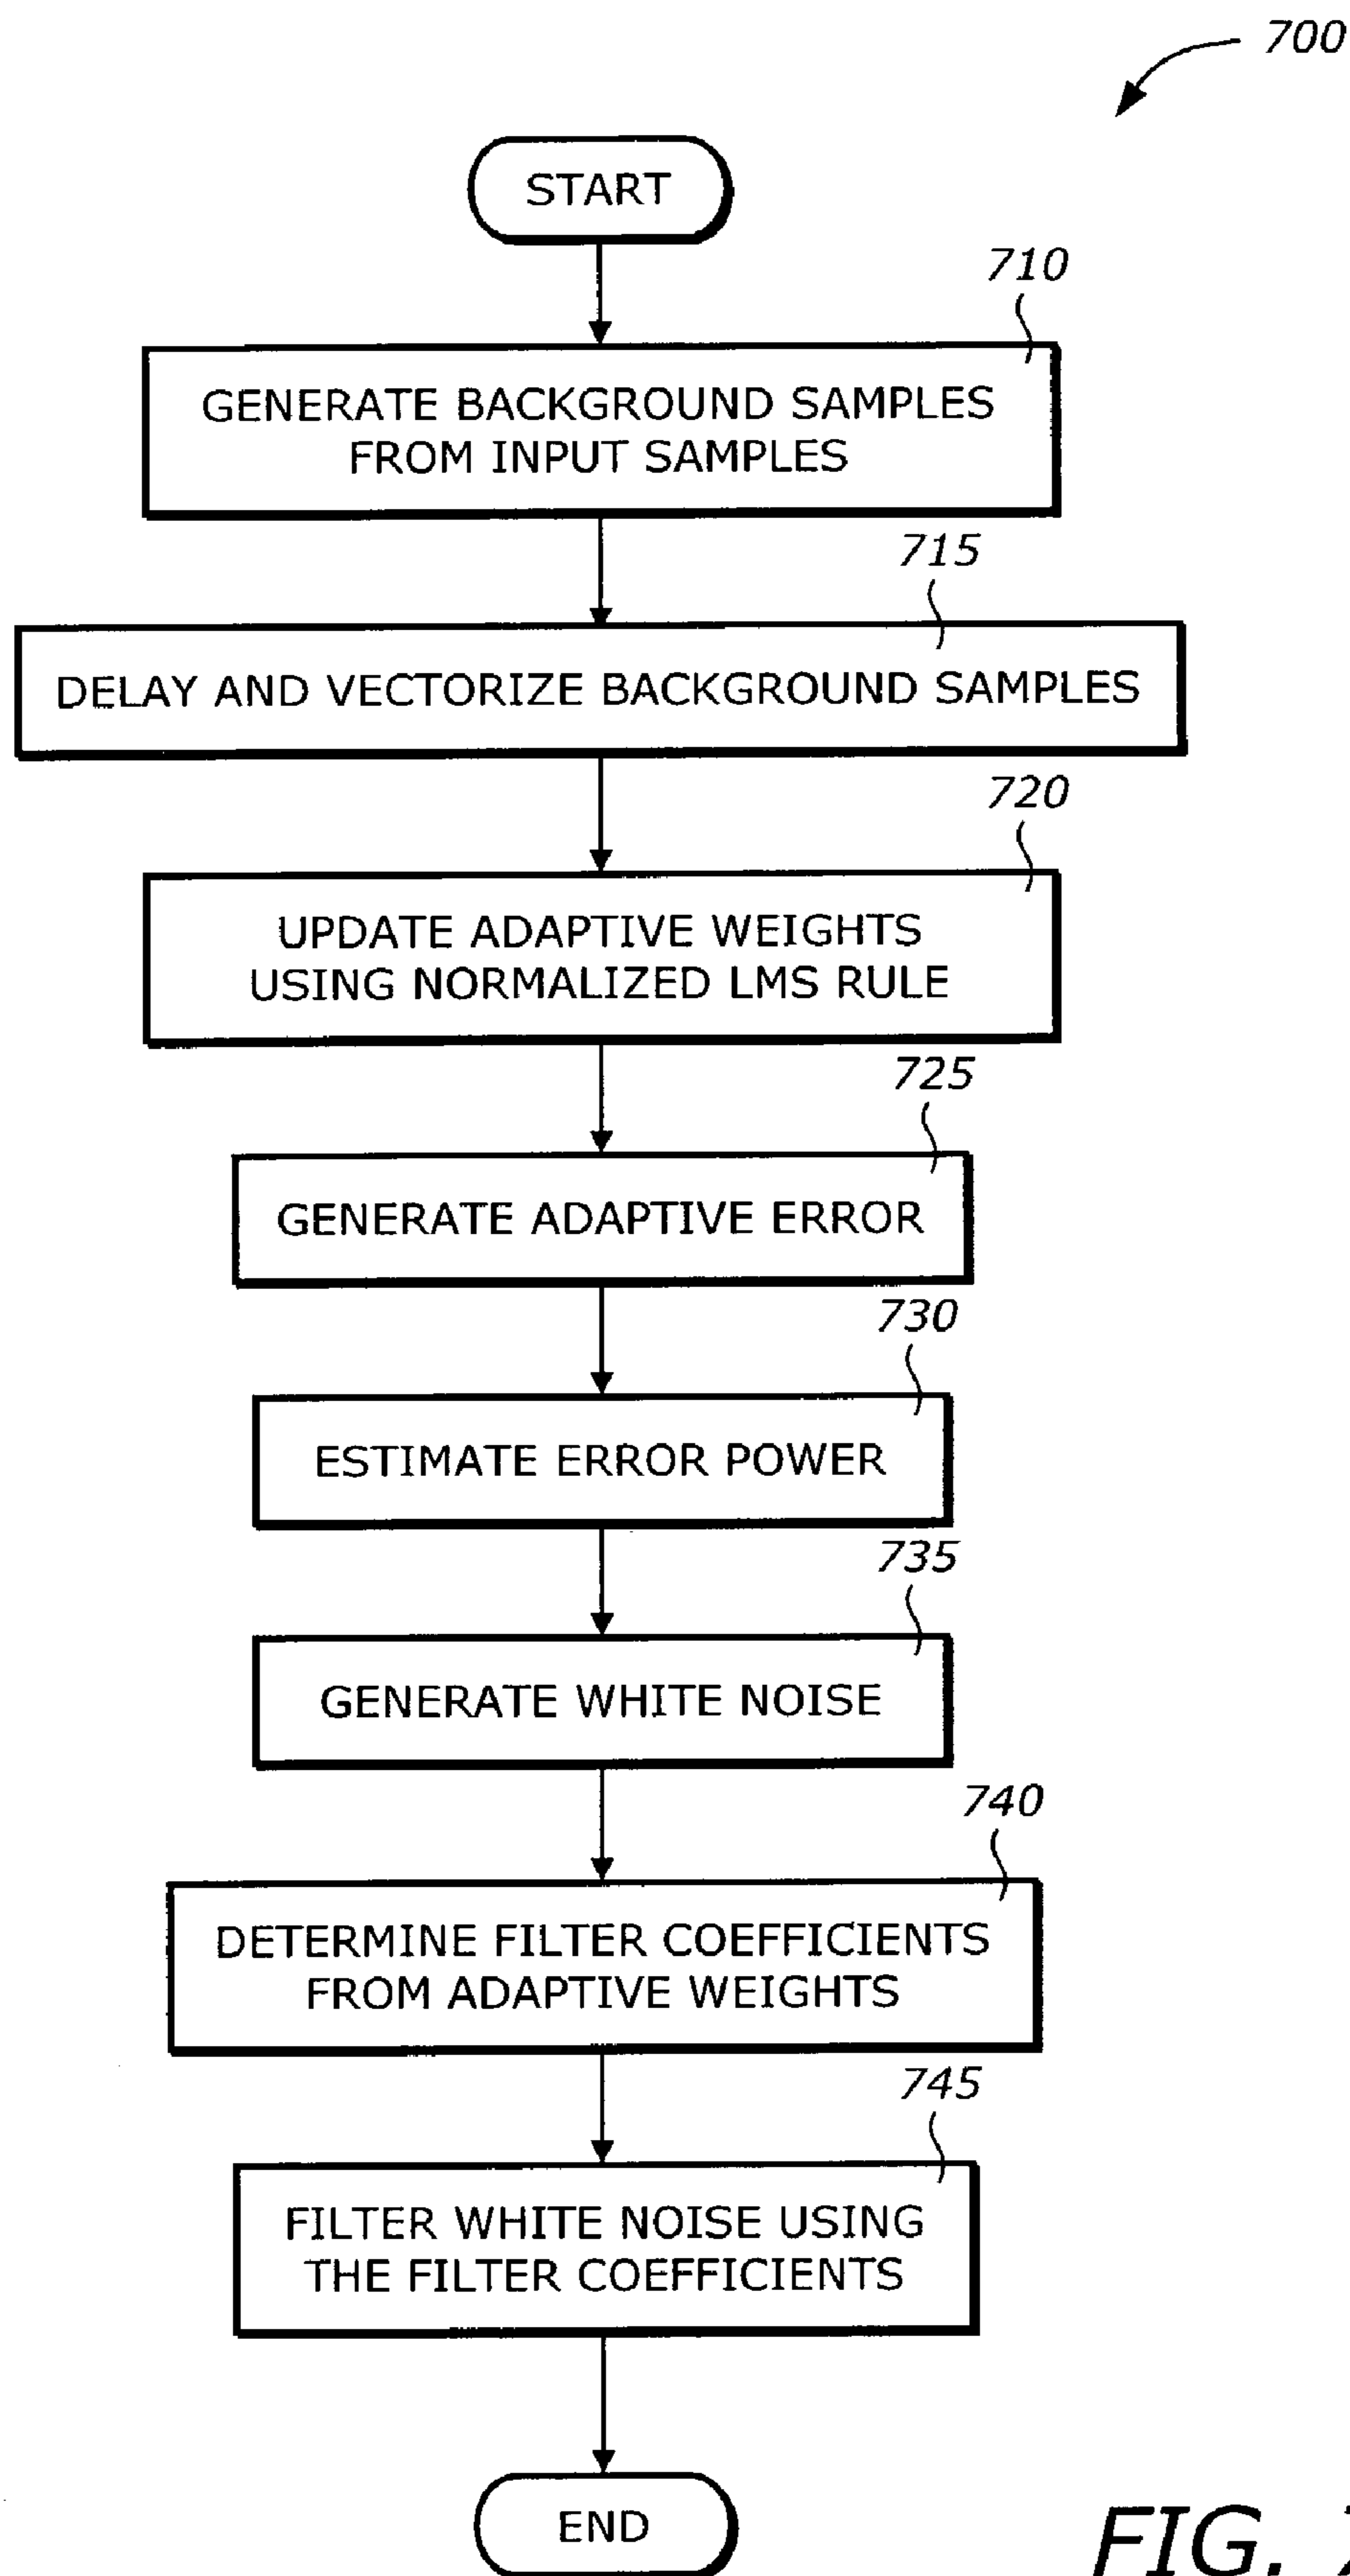 700
START
710
GENERATE BACKGROUND SAMPLES
FROM INPUT SAMPLES
715
DELAY AND VECTORIZE BACKGROUND SAMPLES
720
UPDATE ADAPTIVE WEIGHTS
USING NORMALIZED LMS RULE
725
GENERATE ADAPTIVE ERROR
730
ESTIMATE ERROR POWER
735
GENERATE WHITE NOISE
740
DETERMINE FILTER COEFFICIENTS
FROM ADAPTIVE WEIGHTS
745
FILTER WHITE NOISE USING
THE FILTER COEFFICIENTS
END
FIG.